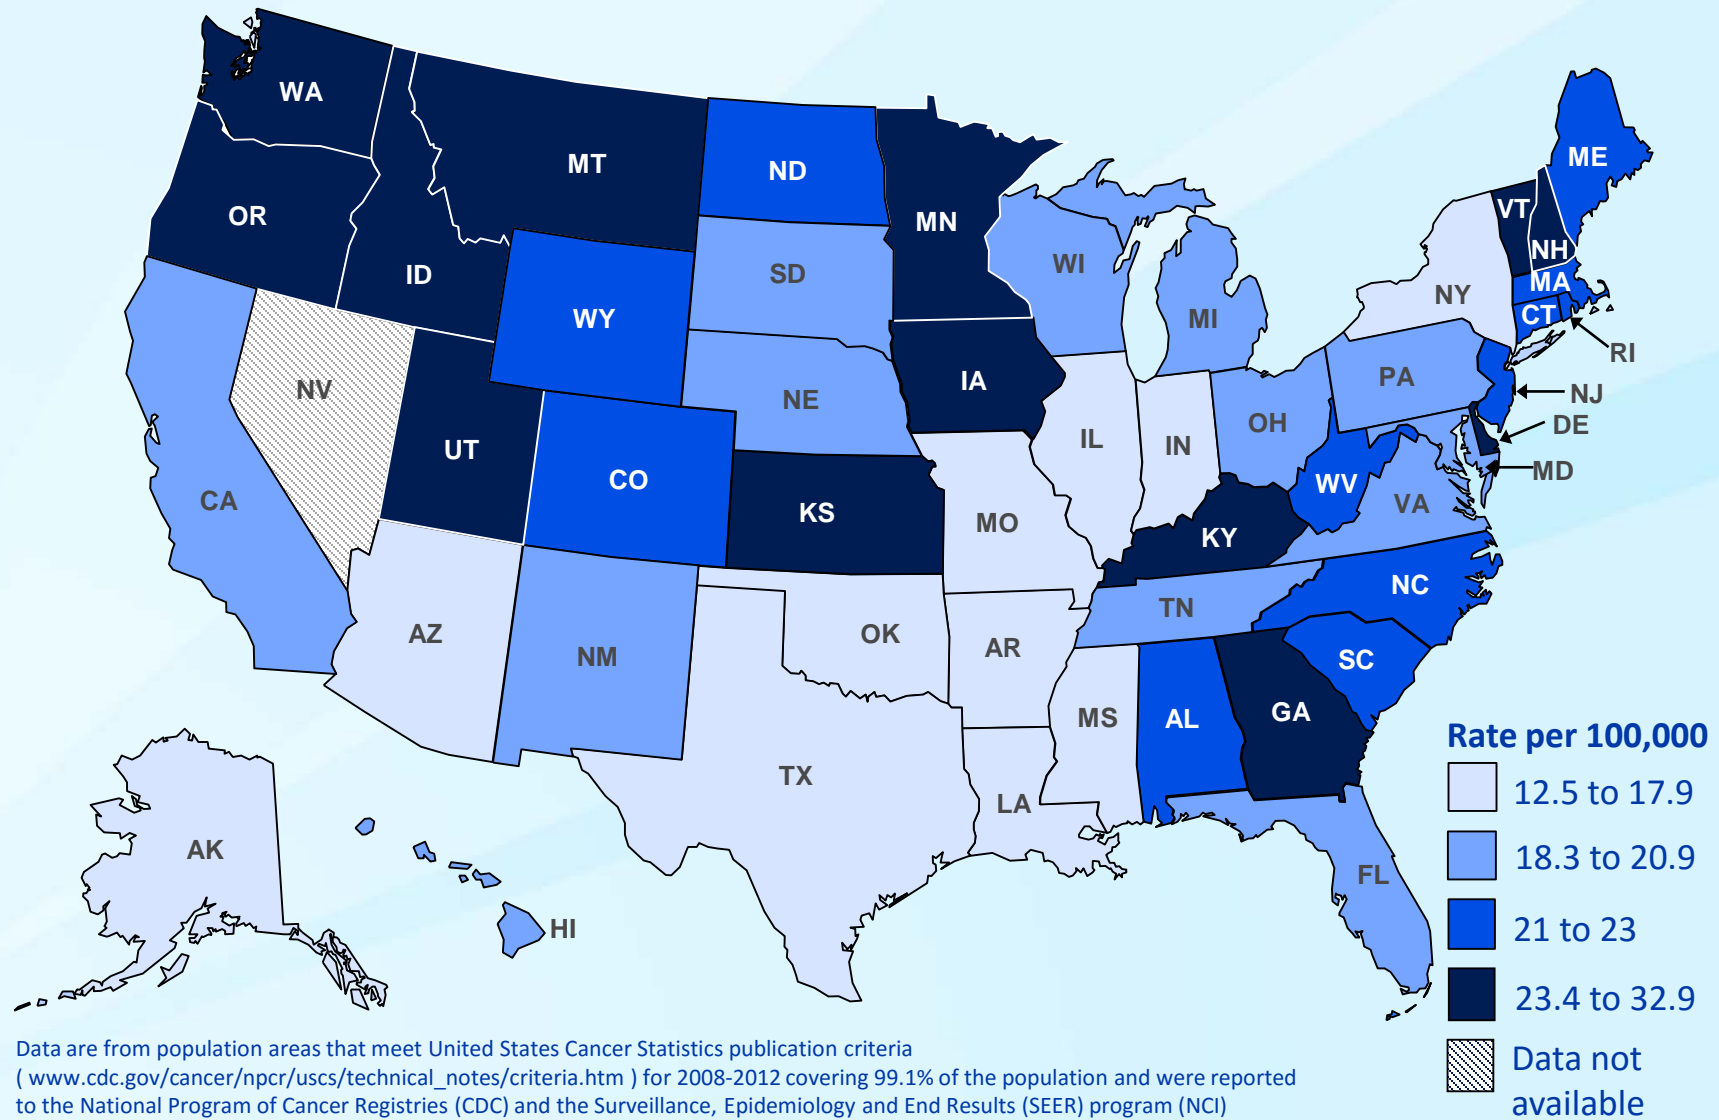 WA
MT
ND
MN
ME
OR
ID
WY
SD
WI
MI
VT
NH
MA
NY
CT
RI
NV
UT
CO
NE
IA
PA
NJ
DE
MD
CA
KS
MO
IL
IN
OH
WV
VA
KY
AZ
NM
OK
AR
TN
NC
SC
MS
AL
GA
TX
LA
FL
AK
HI
Rate per 100,000
12.5 to 17.9
18.3 to 20.9
21 to 23
23.4 to 32.9
Data not
available
Data are from population areas that meet United States Cancer Statistics publication criteria
( www.cdc.gov/cancer/npcr/uscs/technical_notes/criteria.htm ) for 2008-2012 covering 99.1% of the population and were reported
to the National Program of Cancer Registries (CDC) and the Surveillance, Epidemiology and End Results (SEER) program (NCI)